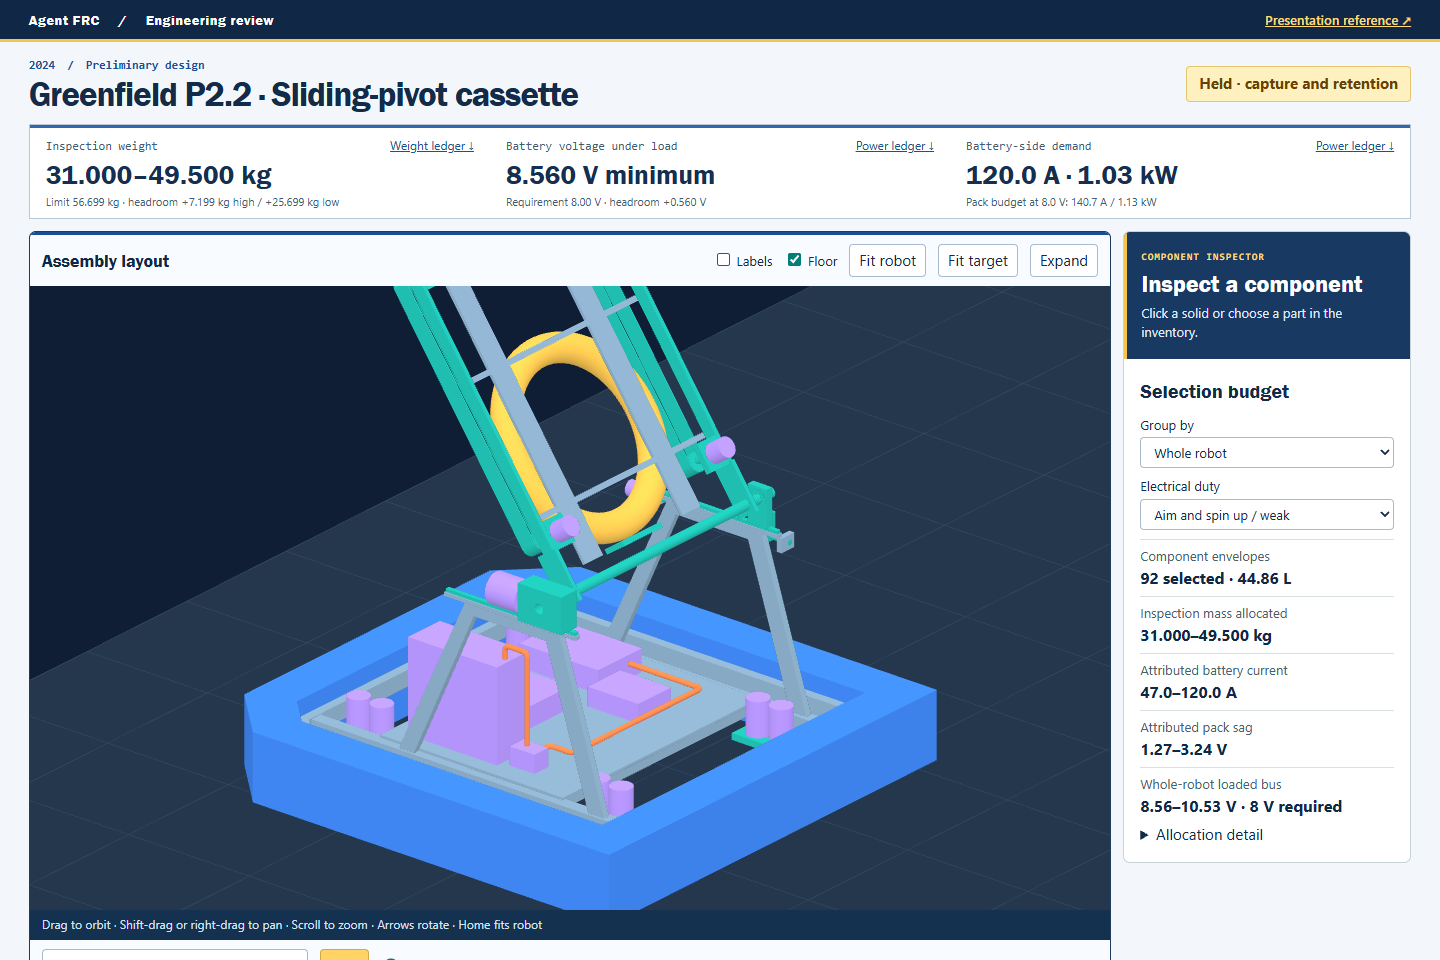 Agent FRC / Engineering review
Presentation reference ↗
2024 / Preliminary design
Greenfield P2.2 · Sliding-pivot cassette
Held · capture and retention
Inspection weight
Weight ledger ↓
31.000–49.500 kg
Limit 56.699 kg · headroom +7.199 kg high / +25.699 kg low
Battery voltage under load
Power ledger ↓
8.560 V minimum
Requirement 8.00 V · headroom +0.560 V
Battery-side demand
Power ledger ↓
120.0 A · 1.03 kW
Pack budget at 8.0 V: 140.7 A / 1.13 kW
Assembly layout
Labels
Floor
Fit robot
Fit target
Expand
Drag to orbit · Shift-drag or right-drag to pan · Scroll to zoom · Arrows rotate · Home fits robot
COMPONENT INSPECTOR
Inspect a component
Click a solid or choose a part in the
inventory.
Selection budget
Group by
Whole robot
Electrical duty
Aim and spin up / weak
Component envelopes
92 selected · 44.86 L
Inspection mass allocated
31.000–49.500 kg
Attributed battery current
47.0–120.0 A
Attributed pack sag
1.27–3.24 V
Whole-robot loaded bus
8.56–10.53 V · 8 V required
Allocation detail